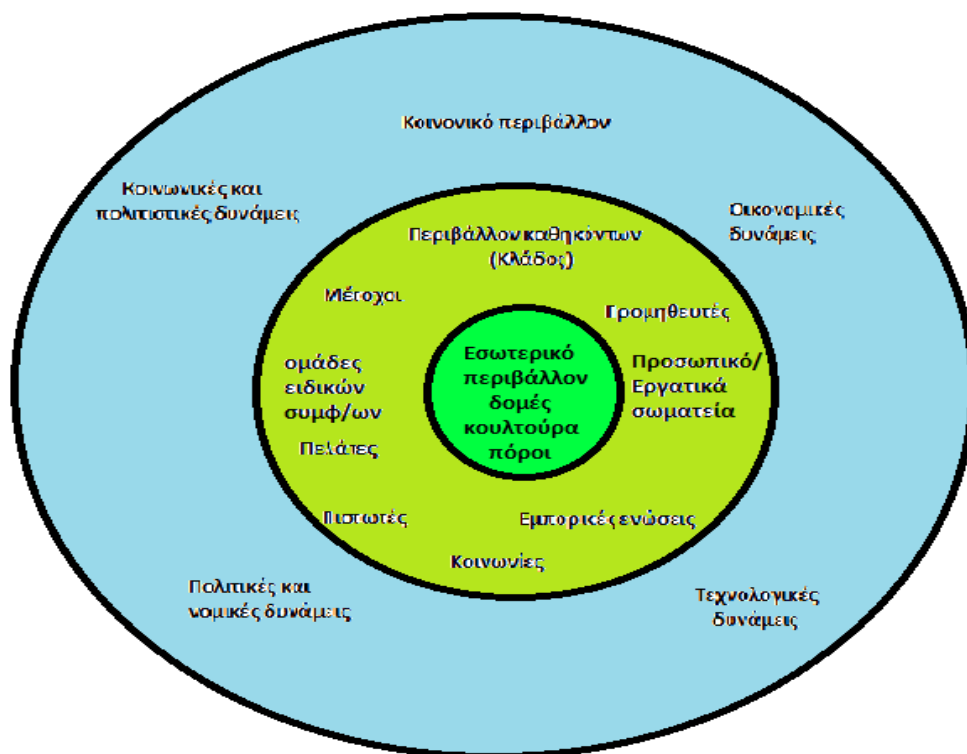 Κοινονικό περιβάλλον
Κοινωνικές και
πολιτιστικές δυνάμεις
Οικονομικές
δυνάμεις
Περιβάλλον καθηκόντων
(Κλάδος)
Μέτοχοι
Γρομηθευτές
ομάδες
ειδικών
συμφ/ων
Εσωτερικό
περιβάλλον
δομές
κουλτούρα
πόροι
Προσωπικό/
Εργατικά
σωματεία
Πελάτες
Πιστωτές
Εμπορικές ενώσεις
Κοινωνίες
Πολιτικές και
νομικές δυνάμεις
Τεχνολογικές
δυνάμεις